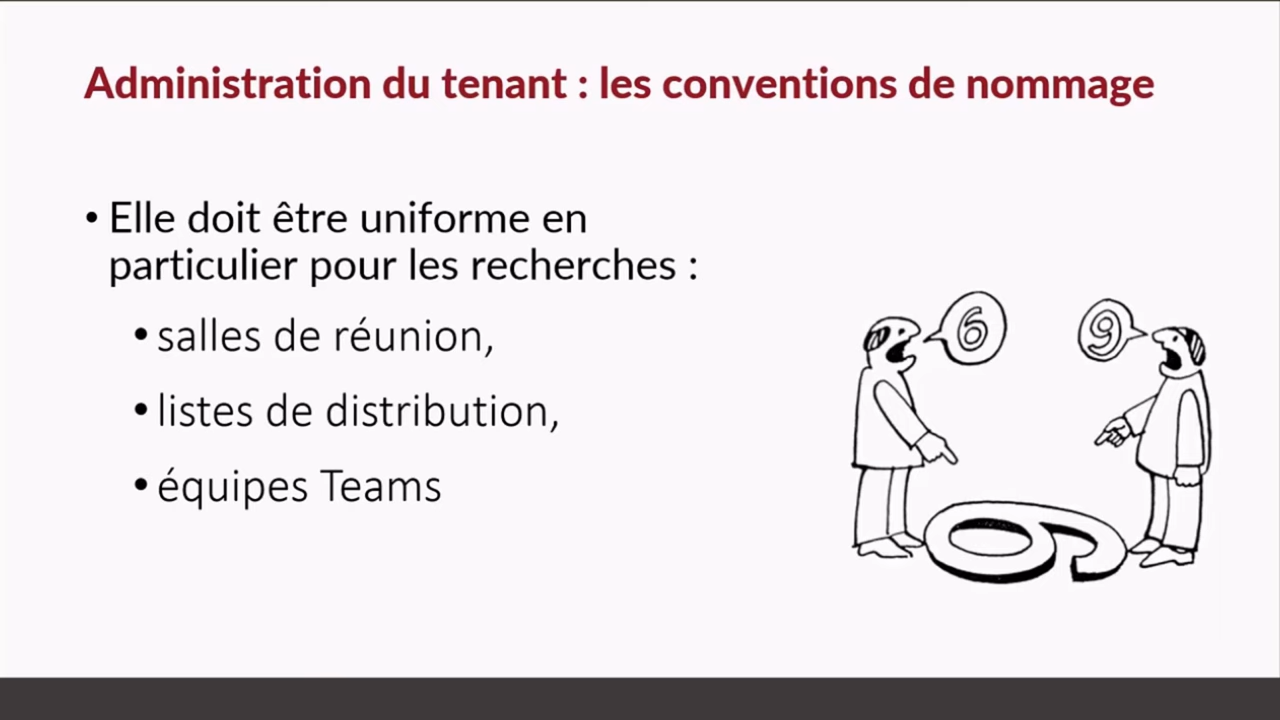 Administration du tenant : les conventions de nommage
• Elle doit être uniforme en
particulier pour les recherches :
• salles de réunion,
• listes de distribution,
• équipes Teams
6
9